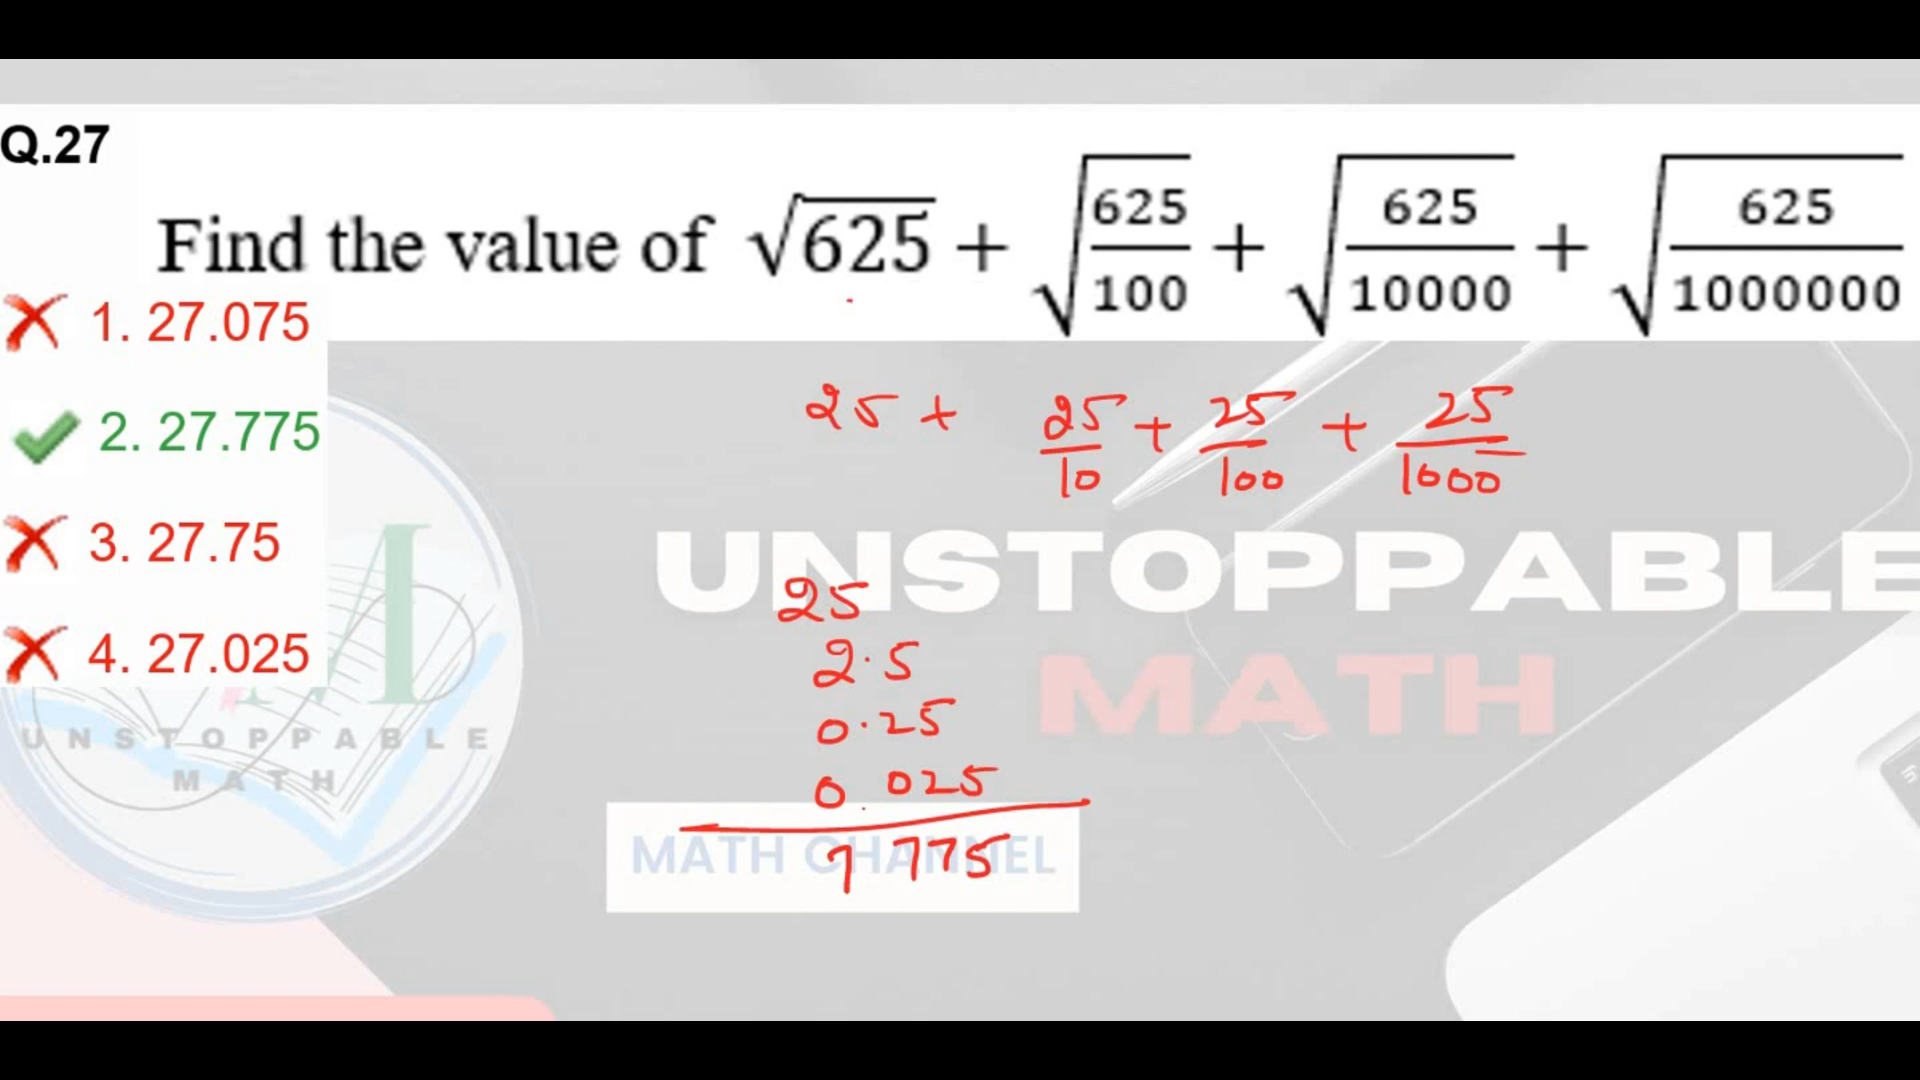 Q.27
Find the value of √625 + √(625/100) + √(625/10000) + √(625/1000000)
1. 27.075
2. 27.775
3. 27.75
4. 27.025
25 + 25/10 + 25/100 + 25/1000
25
2.5
0.25
0.025
7 775
UNSTOPPABLE
MATH
MATH CHANNEL
UNSTOPPABLE
MATH